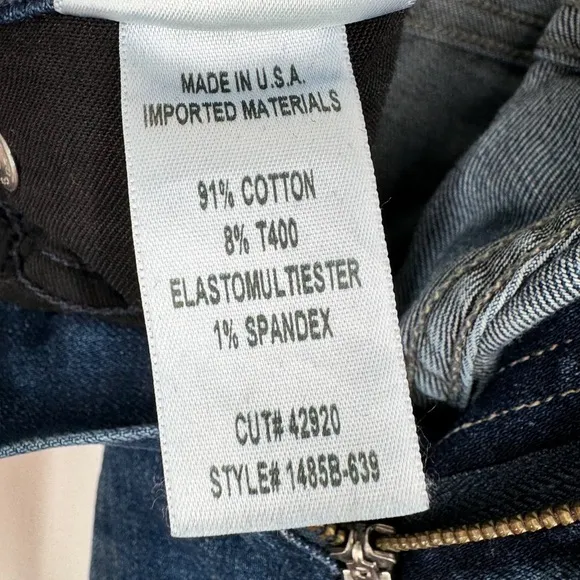 MADE IN U.S.A.
IMPORTED MATERIALS
91% COTTON
8% T400
ELASTOMULTIESTER
1% SPANDEX
CUT# 42920
STYLE# 1485B-639